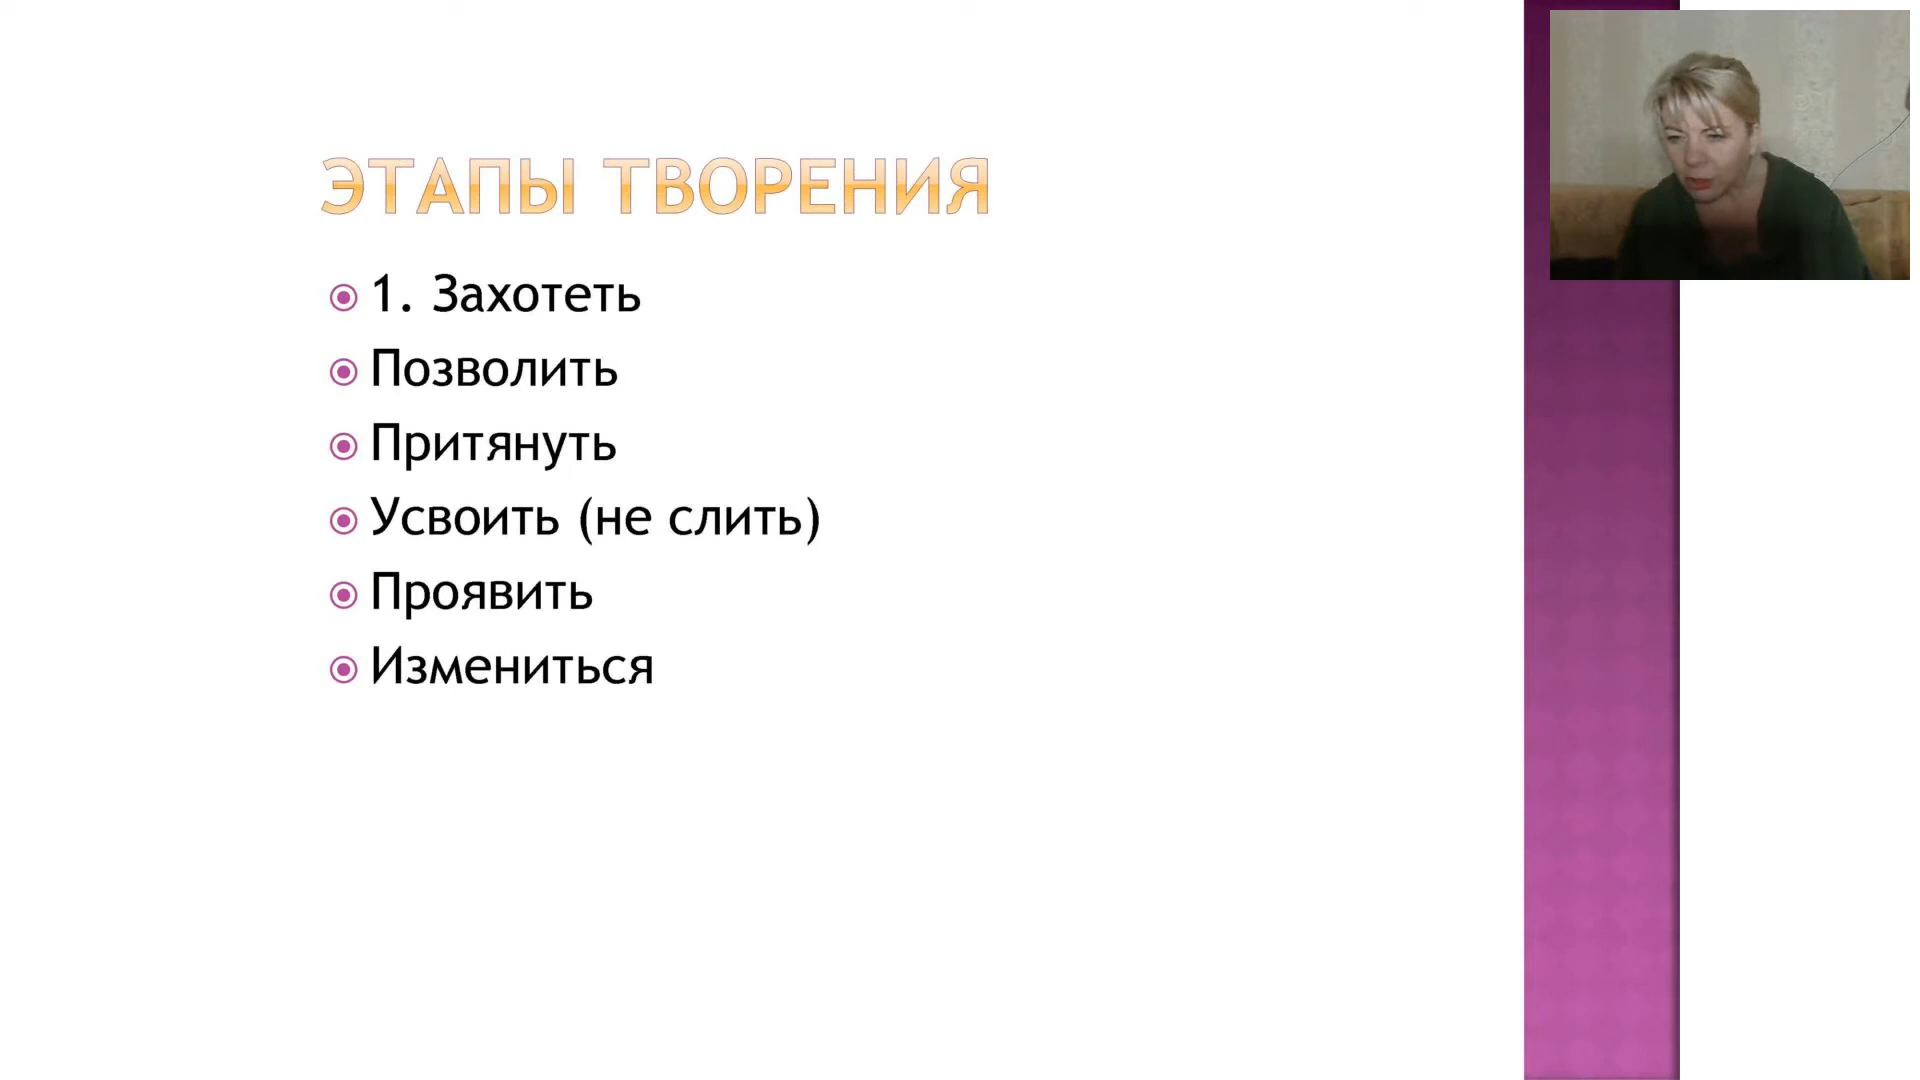 ЭТАПЫ ТВОРЕНИЯ
1. Захотеть
Позволить
Притянуть
Усвоить (не слить)
Проявить
Измениться